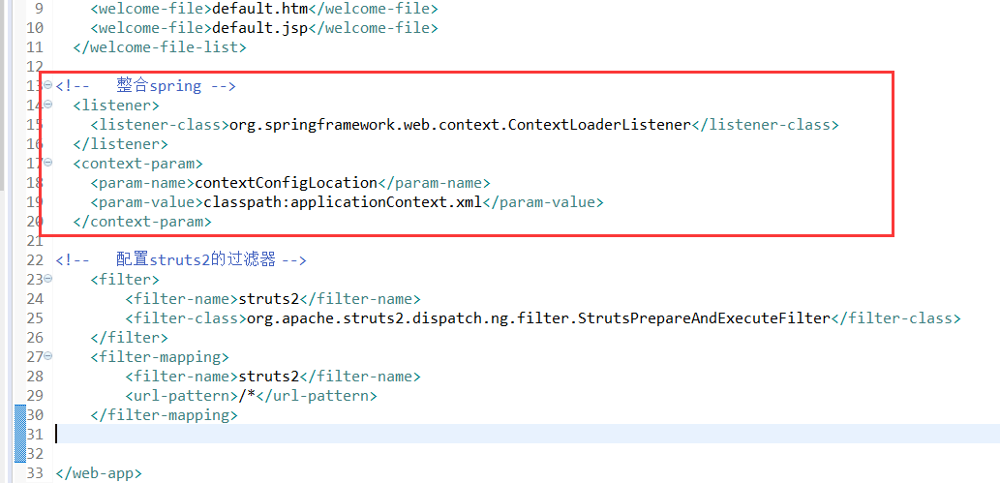 9 <welcome-file>default.htm</welcome-file>
10 <welcome-file>default.jsp</welcome-file>
11 </welcome-file-list>
12
13 <!-- 整合spring -->
14 <listener>
15 <listener-class>org.springframework.web.context.ContextLoaderListener</listener-class>
16 </listener>
17 <context-param>
18 <param-name>contextConfigLocation</param-name>
19 <param-value>classpath:applicationContext.xml</param-value>
20 </context-param>
21
22 <!-- 配置struts2的过滤器 -->
23 <filter>
24 <filter-name>struts2</filter-name>
25 <filter-class>org.apache.struts2.dispatch.ng.filter.StrutsPrepareAndExecuteFilter</filter-class>
26 </filter>
27 <filter-mapping>
28 <filter-name>struts2</filter-name>
29 <url-pattern>/*</url-pattern>
30 </filter-mapping>
31
32
33 </web-app>